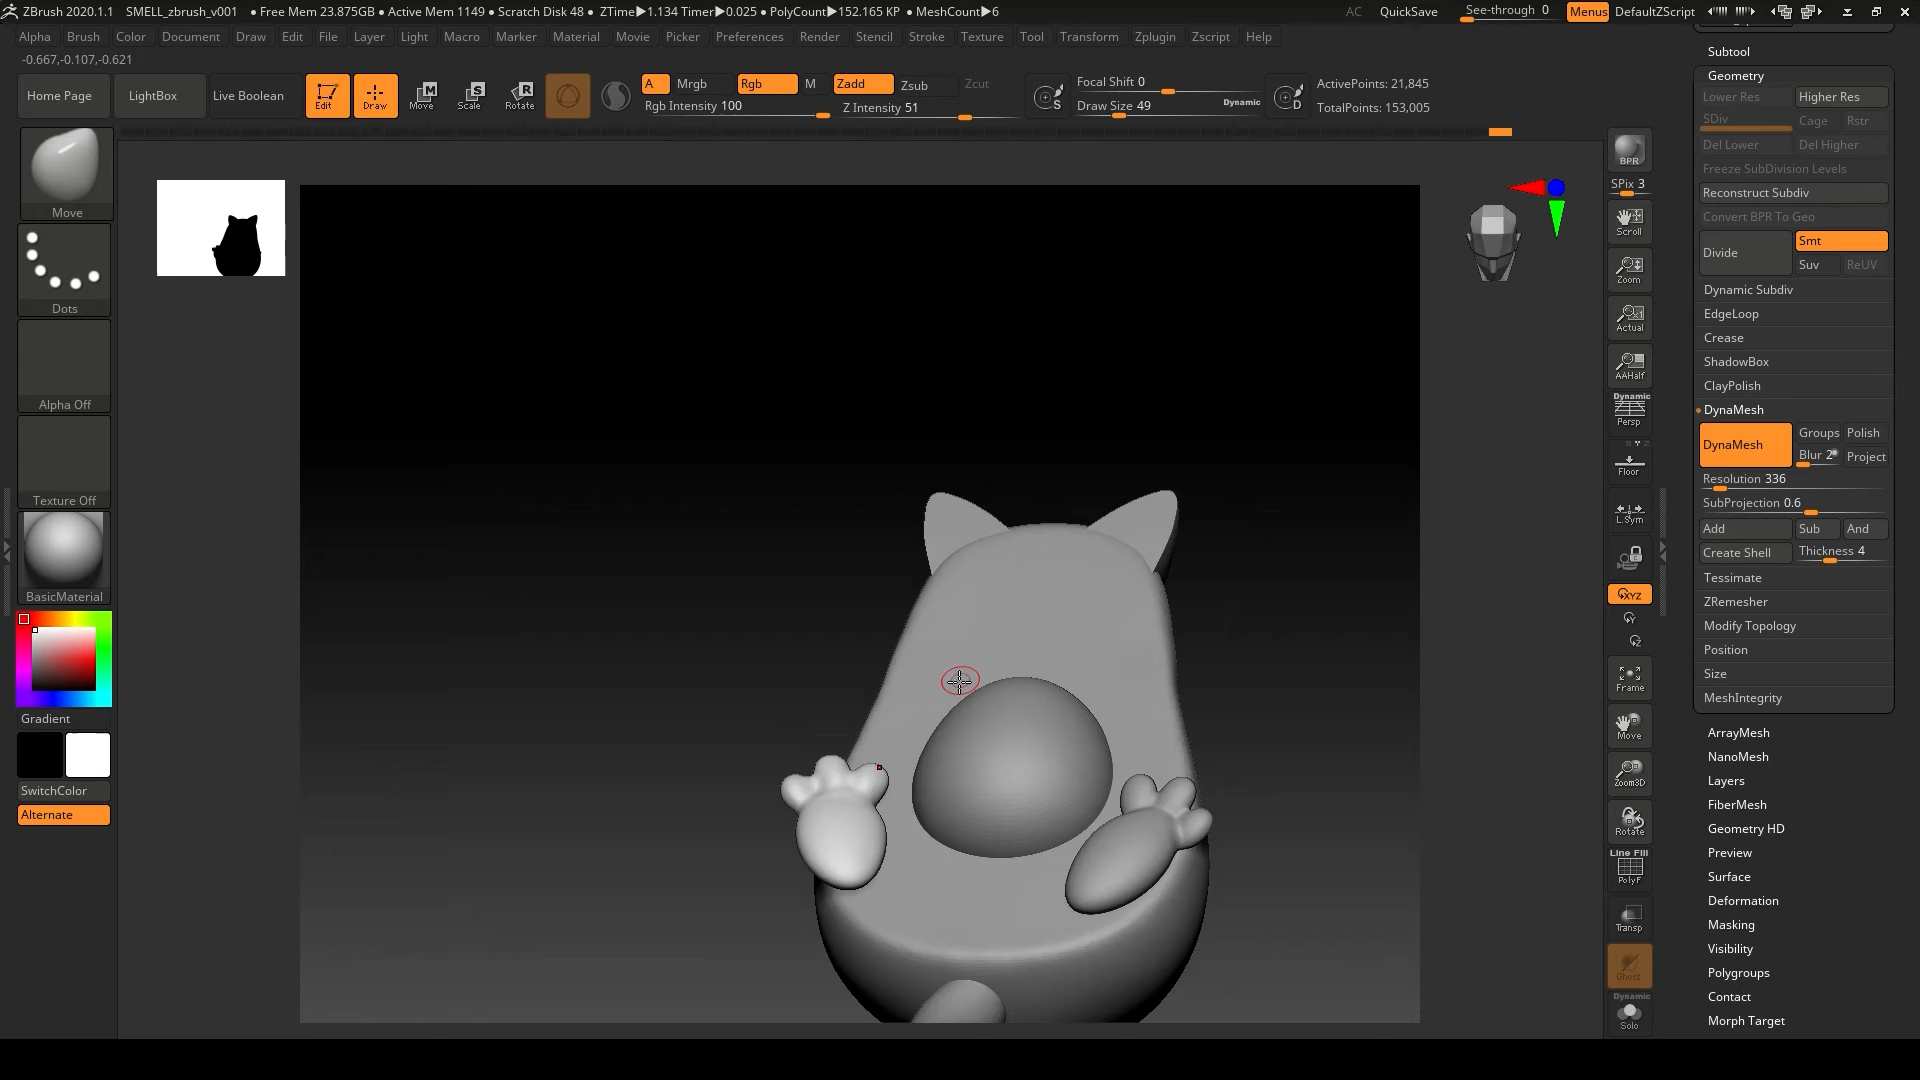 ZBrush 2020.1.1 SMELL_zbrush_v001 • Free Mem 23.875GB • Active Mem 1149 • Scratch Disk 48 • ZTime▶1.134 Timer▶0.025 • PolyCount▶152.165 KP • MeshCount▶6 AC QuickSave See-through 0 Menus DefaultZScript
Alpha Brush Color Document Draw Edit File Layer Light Macro Marker Material Movie Picker Preferences Render Stencil Stroke Texture Tool Transform Zplugin Zscript Help
-0.667,-0.107,-0.621
Home Page LightBox Live Boolean Edit Draw Move Scale Rotate
A Mrgb Rgb M Zadd Zsub Zcut
Rgb Intensity 100 Z Intensity 51
S Focal Shift 0
Draw Size 49 Dynamic D
ActivePoints: 21,845
TotalPoints: 153,005
Move
Dots
Alpha Off
Texture Off
BasicMaterial
Gradient
SwitchColor
Alternate
BPR
SPix 3
Scroll
Zoom
Actual
AAHalf
Dynamic
Persp
Floor
L.Sym
XYZ
Y
Z
Frame
Move
Zoom3D
Rotate
Line Fill
PolyF
Transp
Ghost
Dynamic
Solo
Subtool
Geometry
Lower Res Higher Res
SDiv Cage Rstr
Del Lower Del Higher
Freeze SubDivision Levels
Reconstruct Subdiv
Convert BPR To Geo
Divide Smt
Suv ReUV
Dynamic Subdiv
EdgeLoop
Crease
ShadowBox
ClayPolish
DynaMesh
DynaMesh Groups Polish
Blur 2 Project
Resolution 336
SubProjection 0.6
Add Sub And
Create Shell Thickness 4
Tessimate
ZRemesher
Modify Topology
Position
Size
MeshIntegrity
ArrayMesh
NanoMesh
Layers
FiberMesh
Geometry HD
Preview
Surface
Deformation
Masking
Visibility
Polygroups
Contact
Morph Target